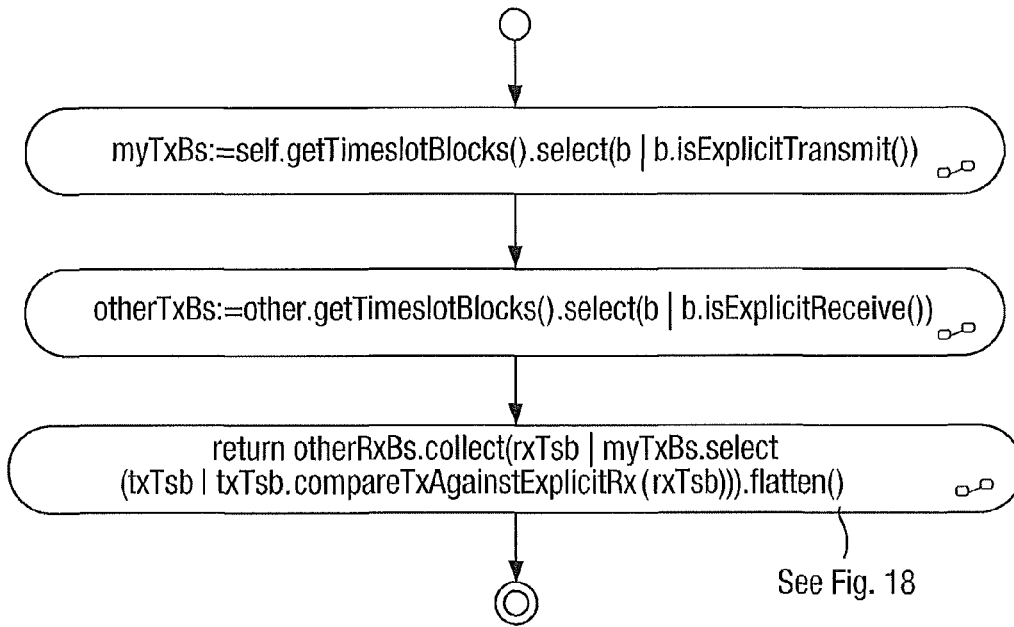 myTxBs:=self.getTimeslotBlocks().select(b | b.isExplicitTransmit())
otherTxBs:=other.getTimeslotBlocks().select(b | b.isExplicitReceive())
return otherRxBs.collect(rxTsb | myTxBs.select
(txTsb | txTsb.compareTxAgainstExplicitRx (rxTsb))).flatten()
See Fig. 18